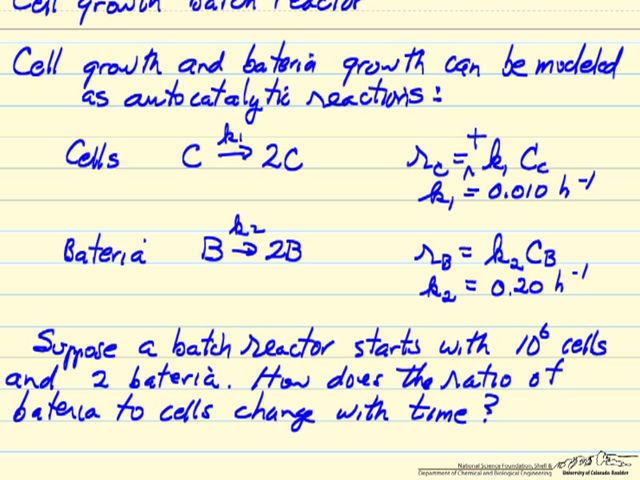 Cell growth batch reactor
Cell growth and bateria growth can be modeled
as autocatalytic reactions:
Cells C k1→ 2C rC = + k1 CC
k1 = 0.010 h-1
Bateria B k2→ 2B rB = k2 CB
k2 = 0.20 h-1
Suppose a batch reactor starts with 10^6 cells
and 2 bateria. How does the ratio of
bateria to cells change with time?
National Science Foundation, Shell &
Department of Chemical and Biological Engineering
University of Colorado Boulder